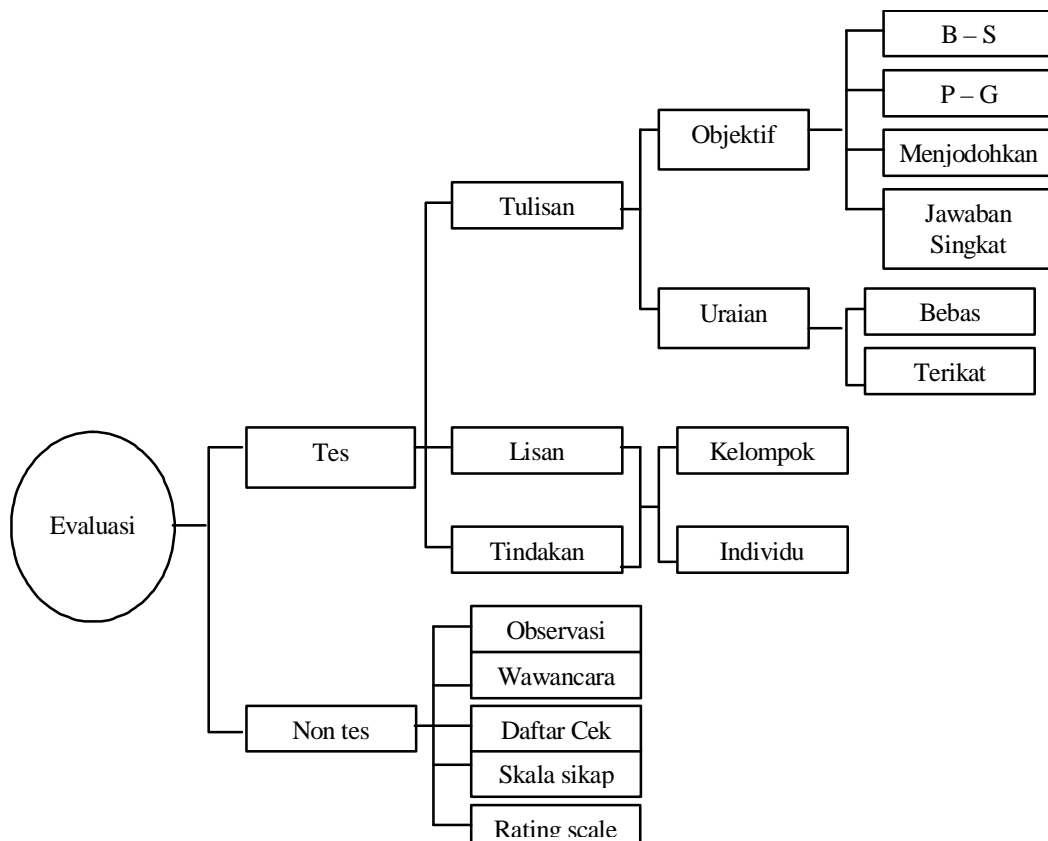 B – S
P – G
Objektif
Menjodohkan
Tulisan
Jawaban
Singkat
Uraian
Bebas
Terikat
Tes
Lisan
Kelompok
Evaluasi
Tindakan
Individu
Observasi
Wawancara
Non tes
Daftar Cek
Skala sikap
Rating scale